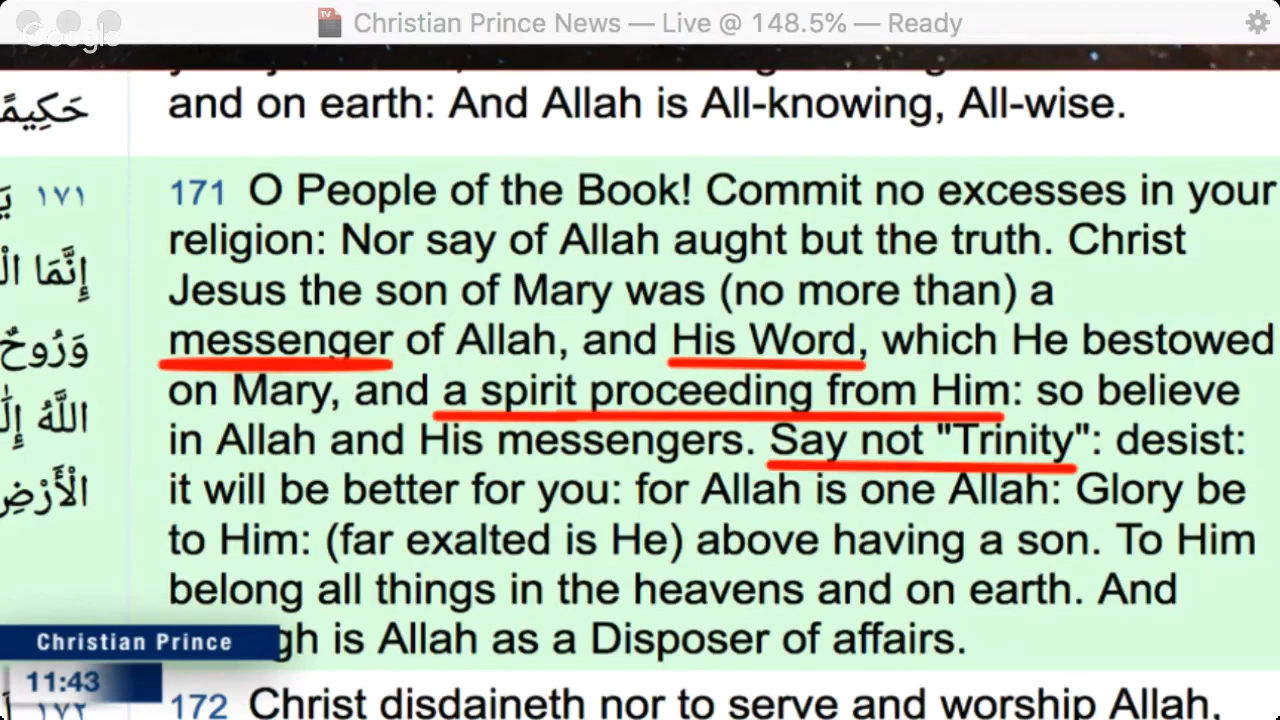 Christian Prince News — Live @ 148.5% — Ready
Google
TV
and on earth: And Allah is All-knowing, All-wise.
حَكِيمًا
171 O People of the Book! Commit no excesses in your
١٧١
religion: Nor say of Allah aught but the truth. Christ
إِنَّمَا
Jesus the son of Mary was (no more than) a
messenger of Allah, and His Word, which He bestowed
وَرُوحٌ
on Mary, and a spirit proceeding from Him: so believe
in Allah and His messengers. Say not "Trinity": desist:
اللَّهُ
it will be better for you: for Allah is one Allah: Glory be
to Him: (far exalted is He) above having a son. To Him
belong all things in the heavens and on earth. And
gh is Allah as a Disposer of affairs.
Christian Prince
11:43
172 Christ disdaineth nor to serve and worship Allah,
١٧٢